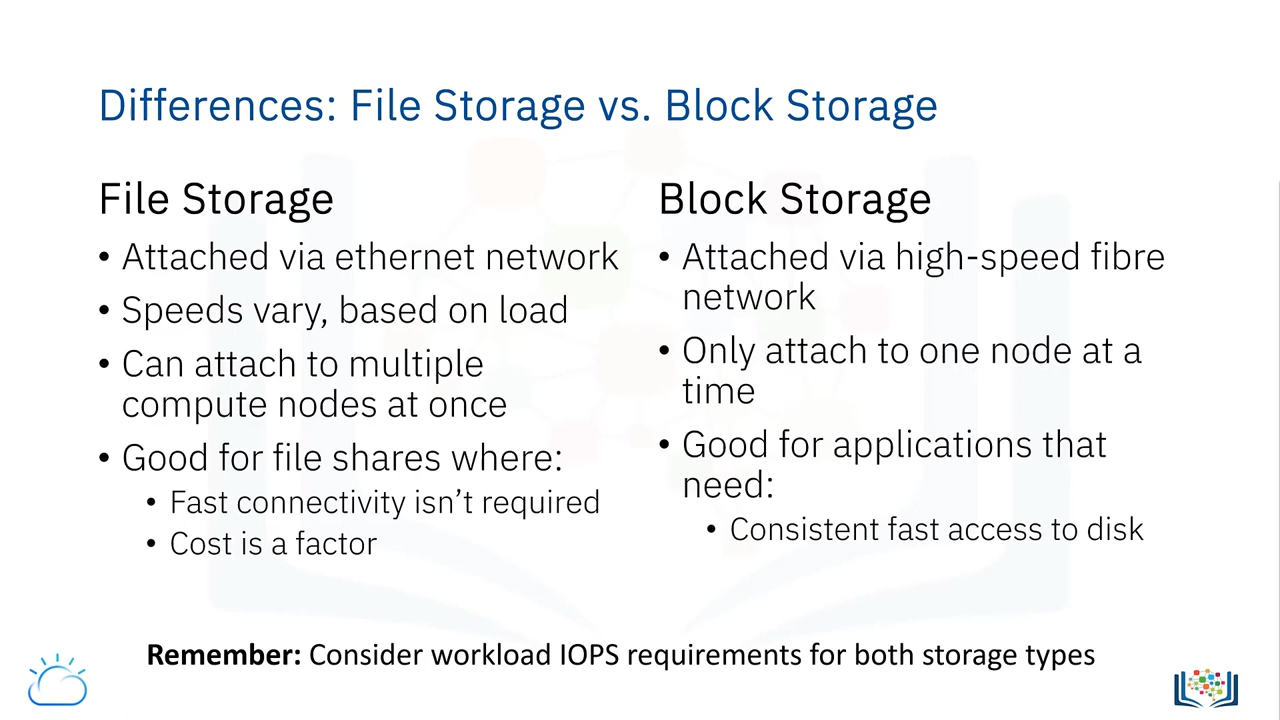 Differences: File Storage vs. Block Storage
File Storage
• Attached via ethernet network
• Speeds vary, based on load
• Can attach to multiple
compute nodes at once
• Good for file shares where:
• Fast connectivity isn’t required
• Cost is a factor
Block Storage
• Attached via high-speed fibre
network
• Only attach to one node at a
time
• Good for applications that
need:
• Consistent fast access to disk
Remember: Consider workload IOPS requirements for both storage types